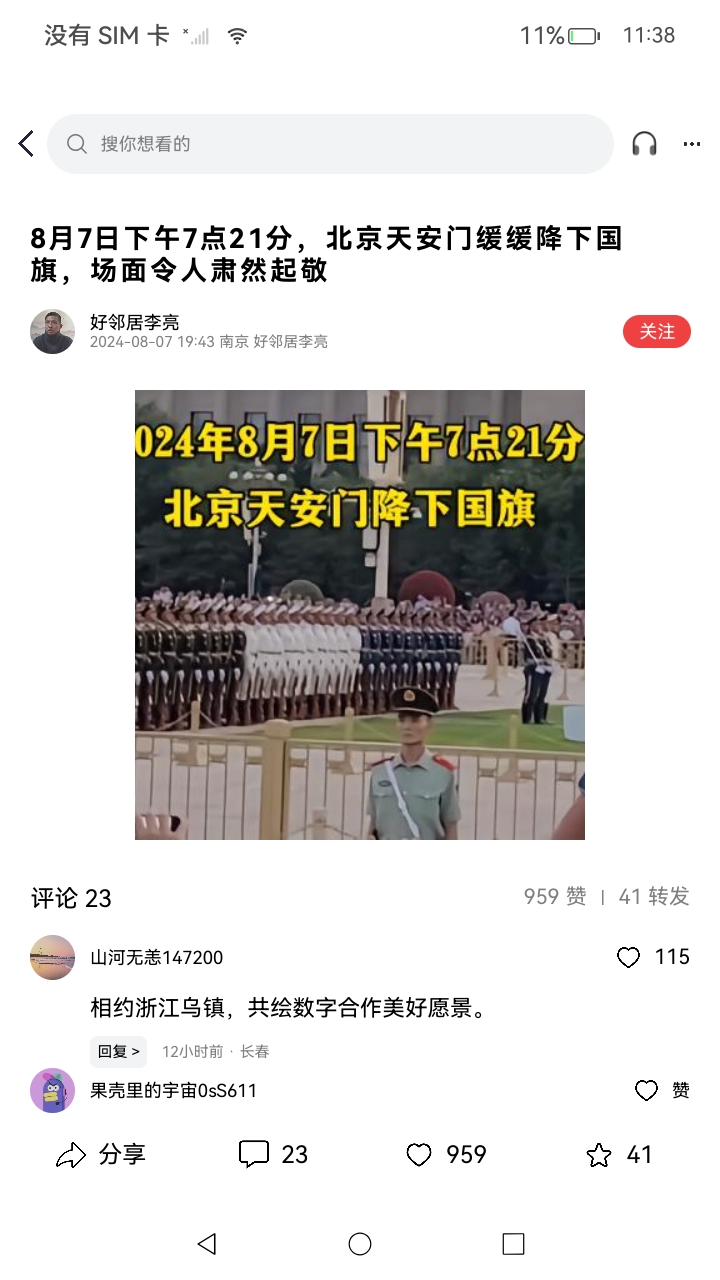 没有 SIM 卡
11%
11:38
搜你想看的
8月7日下午7点21分，北京天安门缓缓降下国
旗，场面令人肃然起敬
好邻居李亮
2024-08-07 19:43 南京 好邻居李亮
关注
024年8月7日下午7点21分
北京天安门降下国旗
评论 23
959 赞 | 41 转发
山河无恙147200
115
相约浙江乌镇，共绘数字合作美好愿景。
回复 >
12小时前 · 长春
果壳里的宇宙0sS611
赞
分享
23
959
41